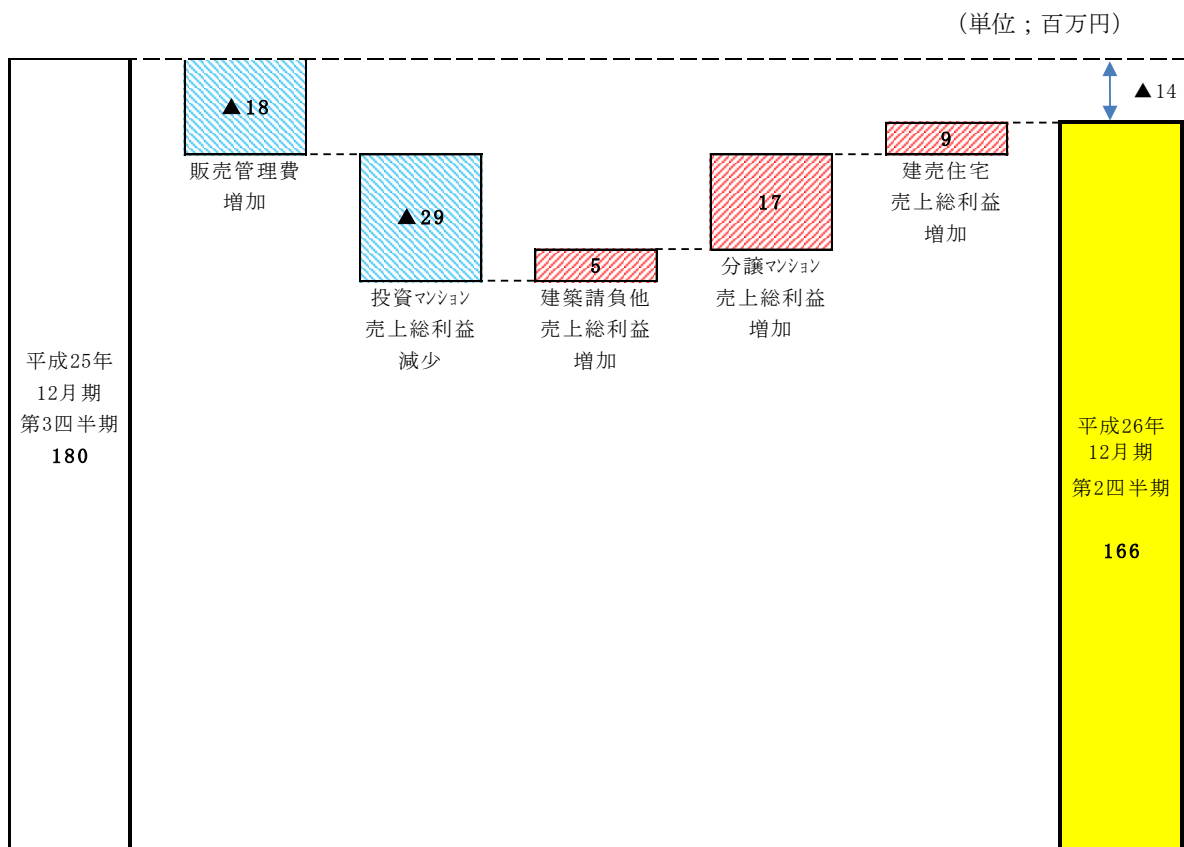 （単位；百万円）
▲14
▲18
販売管理費
増加
▲29
投資ﾏﾝｼｮﾝ
売上総利益
減少
5
建築請負他
売上総利益
増加
17
分譲ﾏﾝｼｮﾝ
売上総利益
増加
9
建売住宅
売上総利益
増加
平成25年
12月期
第3四半期
180
平成26年
12月期
第2四半期
166